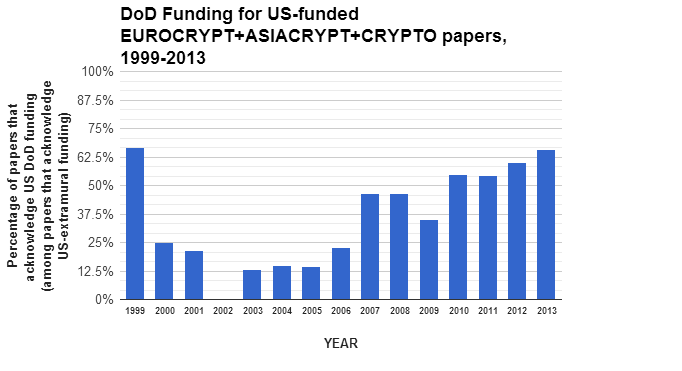 DoD Funding for US-funded
EUROCRYPT+ASIACRYPT+CRYPTO papers,
1999-2013
Percentage of papers that
acknowledge US DoD funding
(among papers that acknowledge
US-extramural funding)
100%
87.5%
75%
62.5%
50%
37.5%
25%
12.5%
0%
1999 2000 2001 2002 2003 2004 2005 2006 2007 2008 2009 2010 2011 2012 2013
YEAR